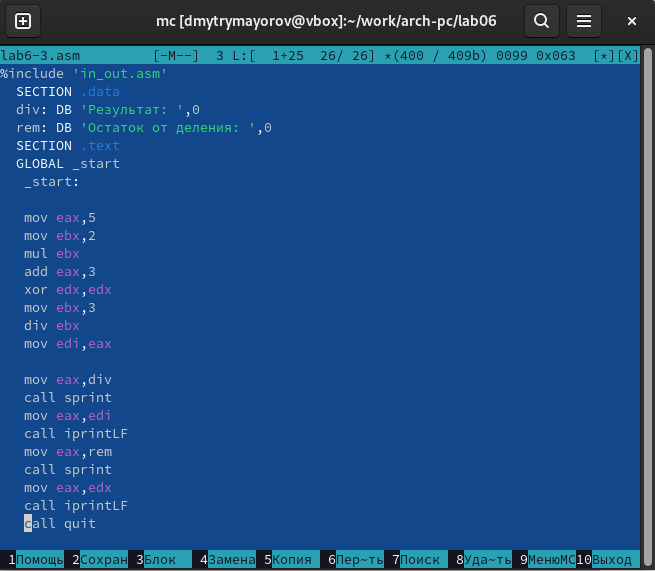 mc [dmytrymayorov@vbox]:~/work/arch-pc/lab06
lab6-3.asm [-M--] 3 L:[ 1+25 26/ 26] *(400 / 409b) 0099 0x063 [*][X]
%include 'in_out.asm'
SECTION .data
div: DB 'Результат: ',0
rem: DB 'Остаток от деления: ',0
SECTION .text
GLOBAL _start
_start:
mov eax,5
mov ebx,2
mul ebx
add eax,3
xor edx,edx
mov ebx,3
div ebx
mov edi,eax
mov eax,div
call sprint
mov eax,edi
call iprintLF
mov eax,rem
call sprint
mov eax,edx
call iprintLF
call quit
1Помощь 2Сохран 3Блок 4Замена 5Копия 6Пер~ть 7Поиск 8Уда~ть 9МенюМС 10Выход